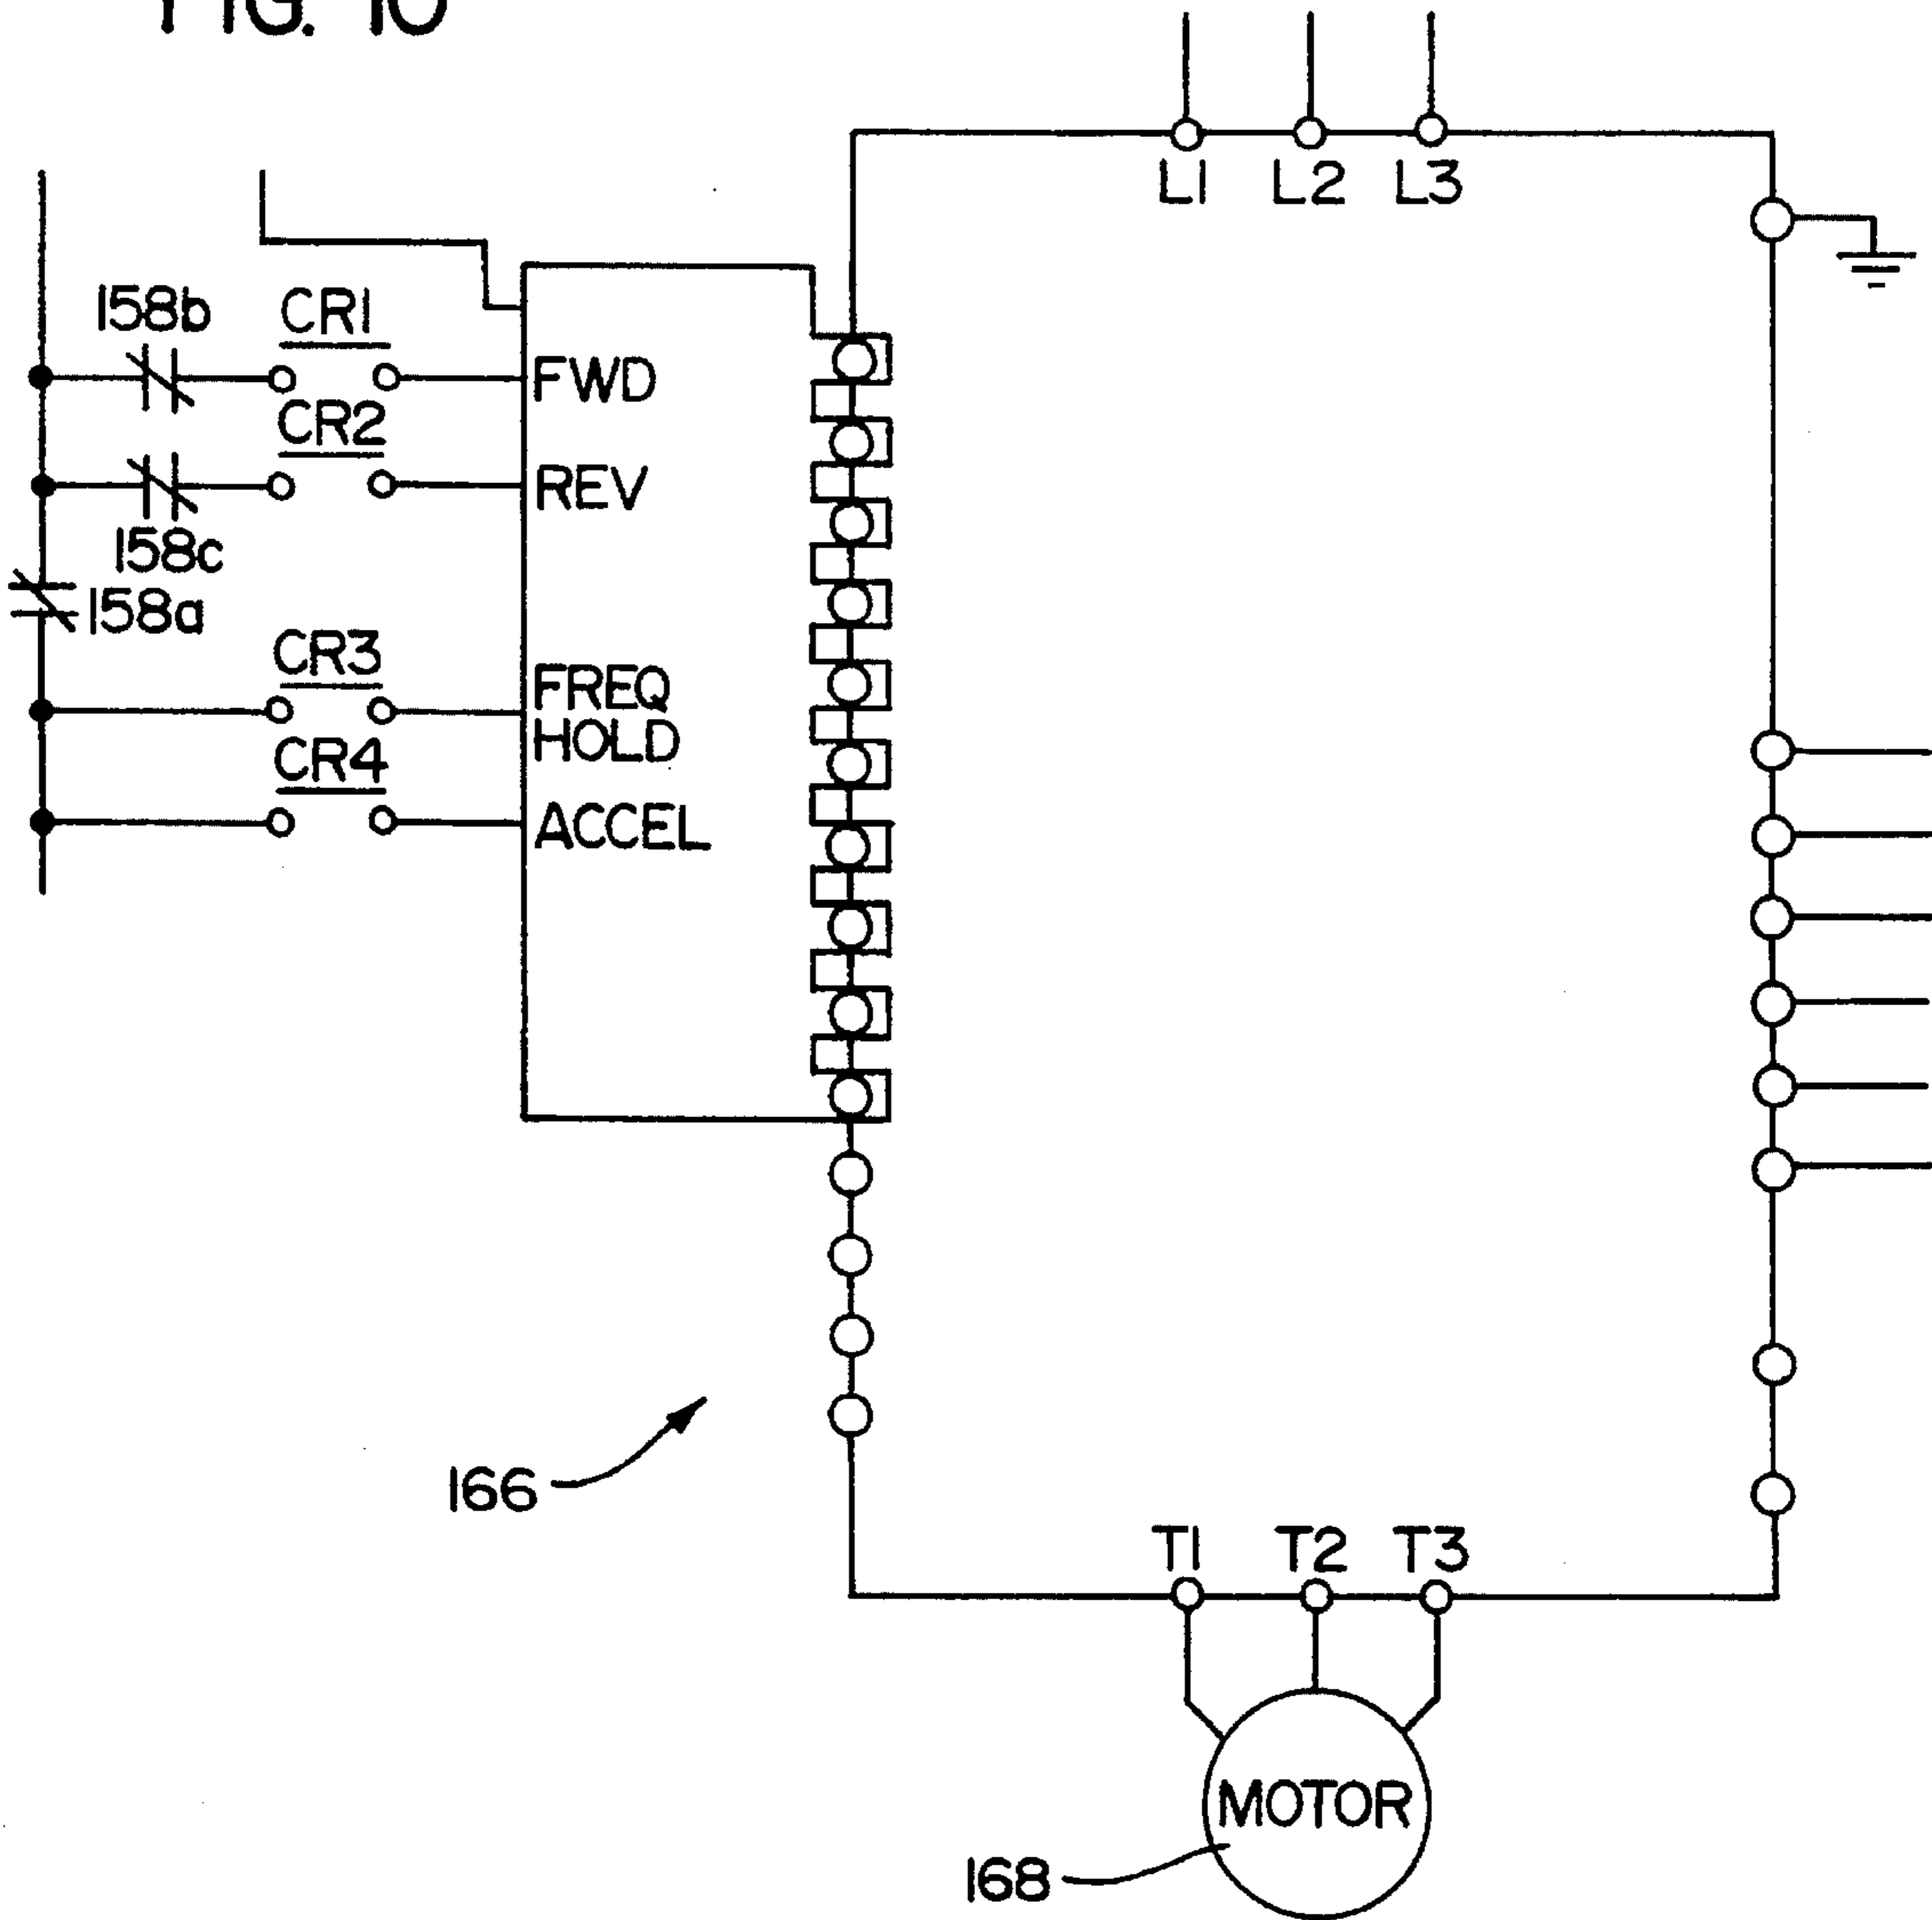 FIG. 10
L1 L2 L3
158b
CR1
FWD
CR2
REV
158c
158a
CR3
FREQ
HOLD
CR4
ACCEL
166
T1 T2 T3
MOTOR
168